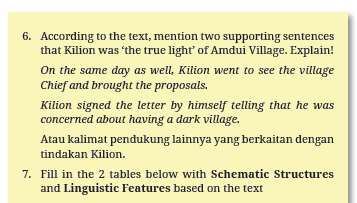 6. According to the text, mention two supporting sentences
that Kilion was ‘the true light’ of Amdui Village. Explain!
On the same day as well, Kilion went to see the village
Chief and brought the proposals.
Kilion signed the letter by himself telling that he was
concerned about having a dark village.
Atau kalimat pendukung lainnya yang berkaitan dengan
tindakan Kilion.
7. Fill in the 2 tables below with Schematic Structures
and Linguistic Features based on the text